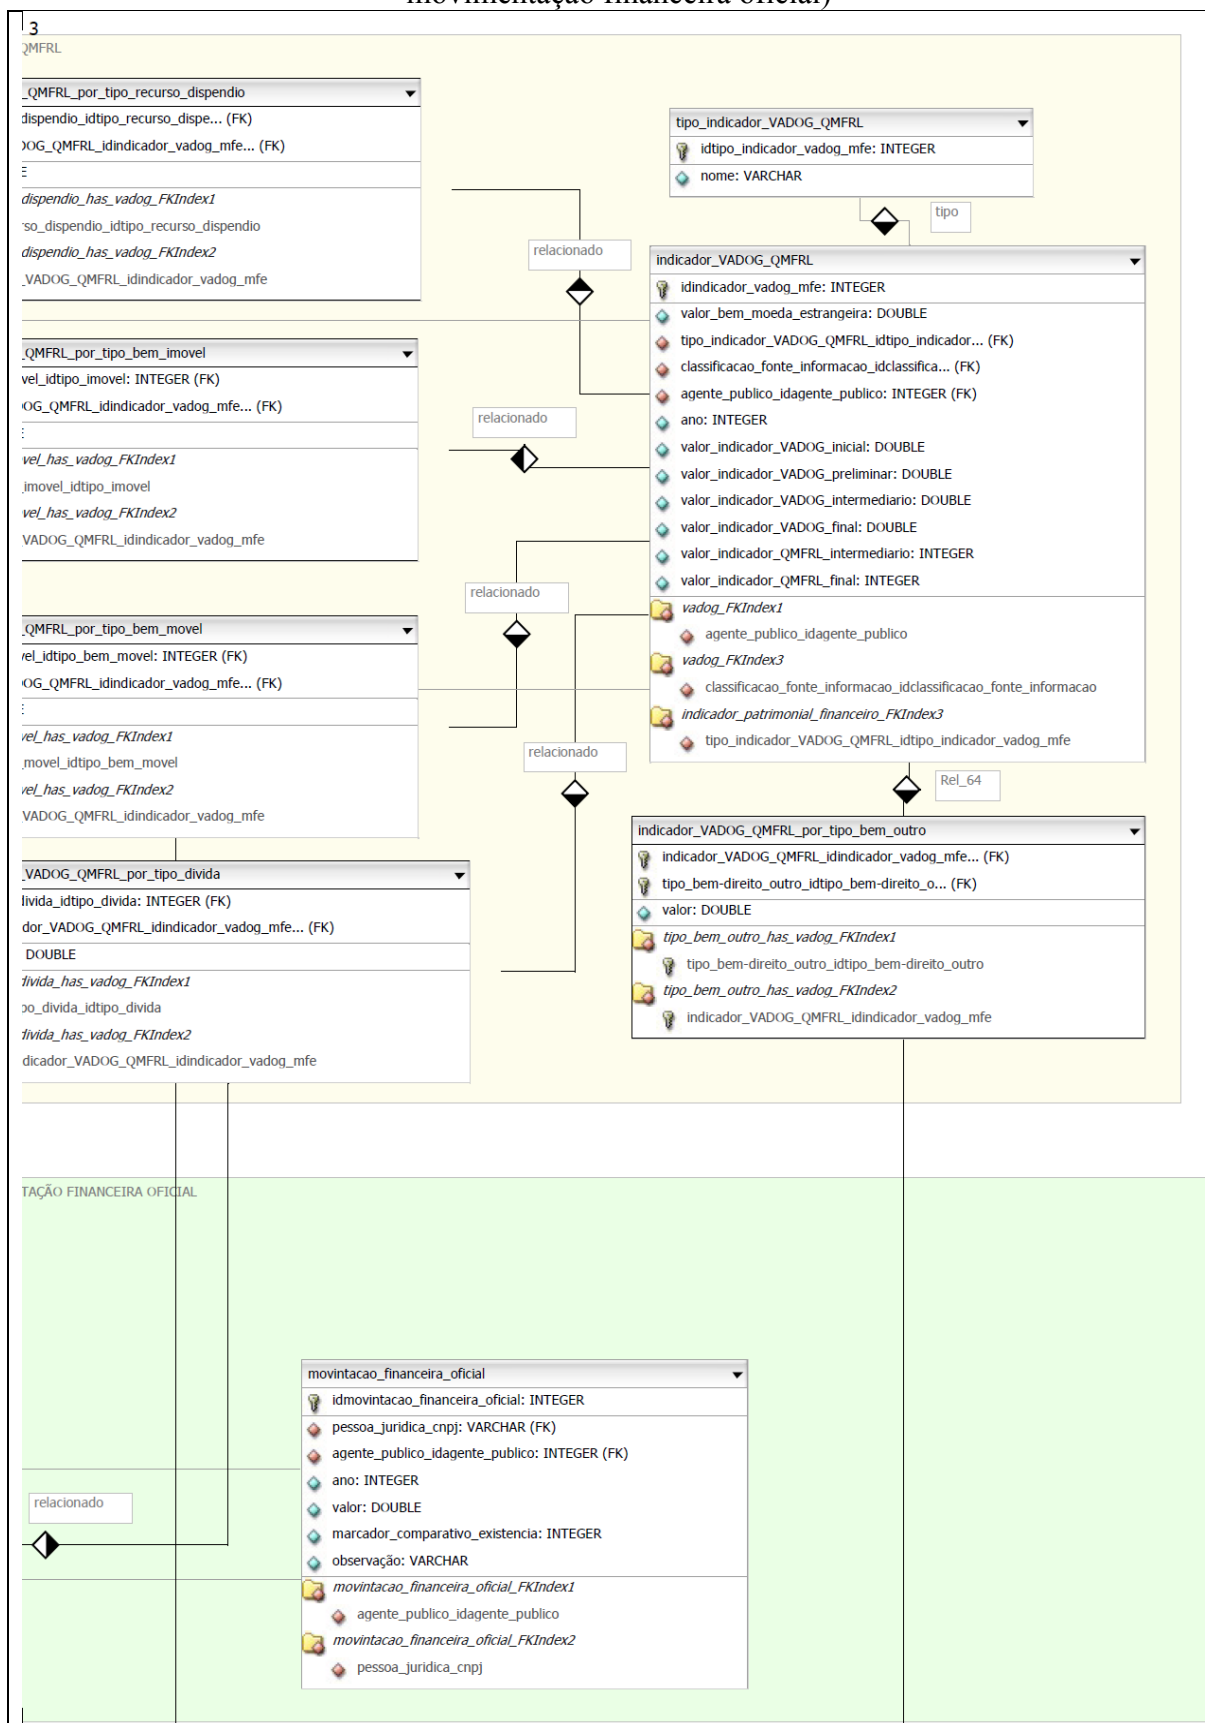 movimentação financeira oficial)
3
QMFRL
_QMFRL_por_tipo_recurso_dispendio
dispendio_idtipo_recurso_dispe... (FK)
OG_QMFRL_idindicador_vadog_mfe... (FK)
E
dispendio_has_vadog_FKIndex1
rso_dispendio_idtipo_recurso_dispendio
dispendio_has_vadog_FKIndex2
_VADOG_QMFRL_idindicador_vadog_mfe
relacionado
tipo_indicador_VADOG_QMFRL
idtipo_indicador_vadog_mfe: INTEGER
nome: VARCHAR
tipo
indicador_VADOG_QMFRL
idindicador_vadog_mfe: INTEGER
valor_bem_moeda_estrangeira: DOUBLE
tipo_indicador_VADOG_QMFRL_idtipo_indicador... (FK)
classificacao_fonte_informacao_idclassifica... (FK)
agente_publico_idagente_publico: INTEGER (FK)
ano: INTEGER
valor_indicador_VADOG_inicial: DOUBLE
valor_indicador_VADOG_preliminar: DOUBLE
valor_indicador_VADOG_intermediario: DOUBLE
valor_indicador_VADOG_final: DOUBLE
valor_indicador_QMFRL_intermediario: INTEGER
valor_indicador_QMFRL_final: INTEGER
vadog_FKIndex1
agente_publico_idagente_publico
vadog_FKIndex3
classificacao_fonte_informacao_idclassificacao_fonte_informacao
indicador_patrimonial_financeiro_FKIndex3
tipo_indicador_VADOG_QMFRL_idtipo_indicador_vadog_mfe
_QMFRL_por_tipo_bem_imovel
vel_idtipo_imovel: INTEGER (FK)
OG_QMFRL_idindicador_vadog_mfe... (FK)
E
vel_has_vadog_FKIndex1
_imovel_idtipo_imovel
vel_has_vadog_FKIndex2
VADOG_QMFRL_idindicador_vadog_mfe
relacionado
_QMFRL_por_tipo_bem_movel
vel_idtipo_bem_movel: INTEGER (FK)
OG_QMFRL_idindicador_vadog_mfe... (FK)
E
vel_has_vadog_FKIndex1
_movel_idtipo_bem_movel
vel_has_vadog_FKIndex2
VADOG_QMFRL_idindicador_vadog_mfe
relacionado
relacionado
Rel_64
_VADOG_QMFRL_por_tipo_divida
divida_idtipo_divida: INTEGER (FK)
dor_VADOG_QMFRL_idindicador_vadog_mfe... (FK)
DOUBLE
divida_has_vadog_FKIndex1
po_divida_idtipo_divida
divida_has_vadog_FKIndex2
dicador_VADOG_QMFRL_idindicador_vadog_mfe
indicador_VADOG_QMFRL_por_tipo_bem_outro
indicador_VADOG_QMFRL_idindicador_vadog_mfe... (FK)
tipo_bem-direito_outro_idtipo_bem-direito_o... (FK)
valor: DOUBLE
tipo_bem_outro_has_vadog_FKIndex1
tipo_bem-direito_outro_idtipo_bem-direito_outro
tipo_bem_outro_has_vadog_FKIndex2
indicador_VADOG_QMFRL_idindicador_vadog_mfe
TAÇÃO FINANCEIRA OFICIAL
movintacao_financeira_oficial
idmovintacao_financeira_oficial: INTEGER
pessoa_juridica_cnpj: VARCHAR (FK)
agente_publico_idagente_publico: INTEGER (FK)
ano: INTEGER
valor: DOUBLE
marcador_comparativo_existencia: INTEGER
observação: VARCHAR
movintacao_financeira_oficial_FKIndex1
agente_publico_idagente_publico
movintacao_financeira_oficial_FKIndex2
pessoa_juridica_cnpj
relacionado